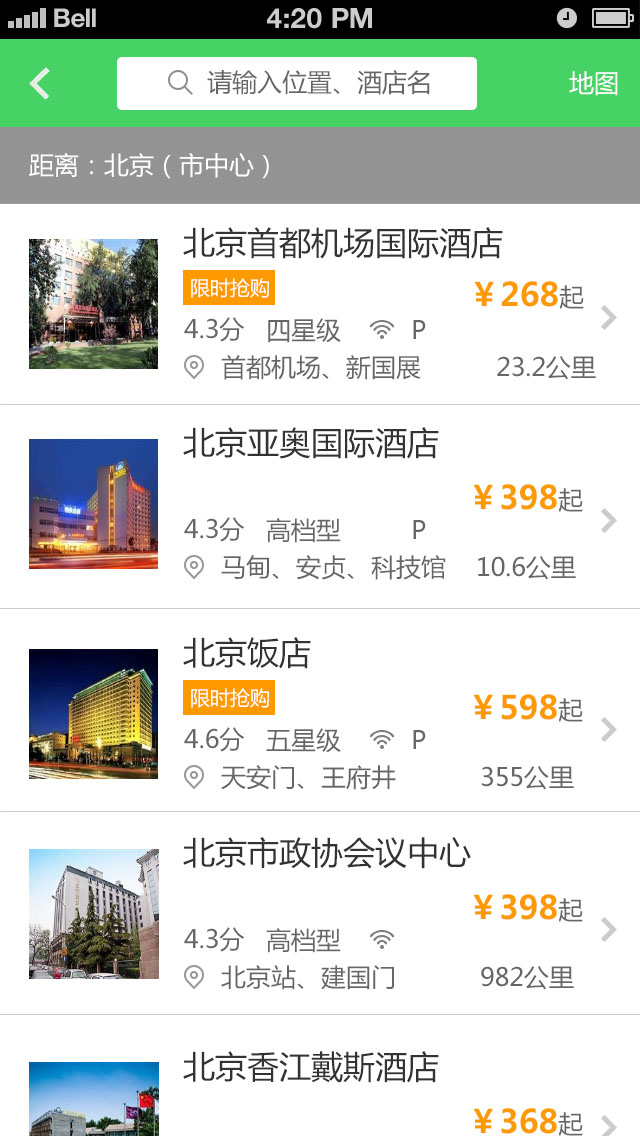 Bell 4:20 PM
请输入位置、酒店名 地图
距离：北京（市中心）
北京首都机场国际酒店
限时抢购 ¥268起
4.3分 四星级 P
首都机场、新国展 23.2公里
北京亚奥国际酒店
¥398起
4.3分 高档型 P
马甸、安贞、科技馆 10.6公里
北京饭店
限时抢购 ¥598起
4.6分 五星级 P
天安门、王府井 355公里
北京市政协会议中心
¥398起
4.3分 高档型
北京站、建国门 982公里
北京香江戴斯酒店
¥368起